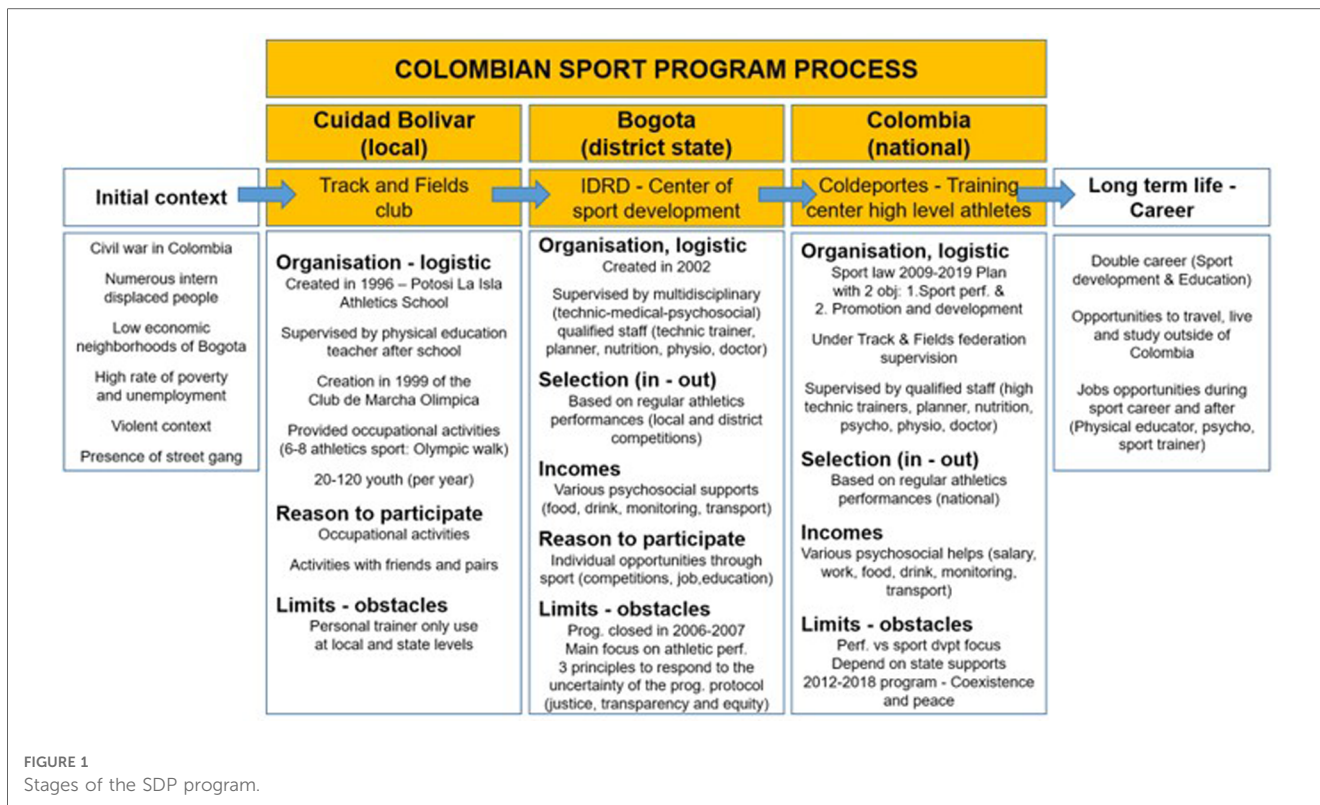 COLOMBIAN SPORT PROGRAM PROCESS
Cuidad Bolivar
(local)
Bogota
(district state)
Colombia
(national)
Initial context
Track and Fields
club
IDRD - Center of
sport development
Coldeportes - Training
center high level athletes
Long term life -
Career
Civil war in Colombia
Numerous intern
displaced people
Low economic
neighborhoods of Bogota
High rate of poverty
and unemployment
Violent context
Presence of street gang
Organisation - logistic
Created in 1996 – Potosi La Isla
Athletics School
Supervised by physical education
teacher after school
Creation in 1999 of the
Club de Marcha Olimpica
Provided occupational activities
(6-8 athletics sport: Olympic walk)
20-120 youth (per year)
Reason to participate
Occupational activities
Activities with friends and pairs
Limits - obstacles
Personal trainer only use
at local and state levels
Organisation, logistic
Created in 2002
Supervised by multidisciplinary
(technic-medical-psychosocial)
qualified staff (technic trainer,
planner, nutrition, physio, doctor)
Selection (in - out)
Based on regular athletics
performances (local and district
competitions)
Incomes
Various psychosocial supports
(food, drink, monitoring, transport)
Reason to participate
Individual opportunities through
sport (competitions, job,education)
Limits - obstacles
Prog. closed in 2006-2007
Main focus on athletic perf.
3 principles to respond to the
uncertainty of the prog. protocol
(justice, transparency and equity)
Organisation, logistic
Sport law 2009-2019 Plan
with 2 obj: 1.Sport perf. &
2. Promotion and development
Under Track & Fields federation
supervision
Supervised by qualified staff (high
technic trainers, planner, nutrition,
psycho, physio, doctor)
Selection (in - out)
Based on regular athletics
performances (national)
Incomes
Various psychosocial helps (salary,
work, food, drink, monitoring,
transport)
Limits - obstacles
Perf. vs sport dvpt focus
Depend on state supports
2012-2018 program - Coexistence
and peace
Double career (Sport
development & Education)
Opportunities to travel, live
and study outside of
Colombia
Jobs opportunities during
sport career and after
(Physical educator, psycho,
sport trainer)
FIGURE 1
Stages of the SDP program.